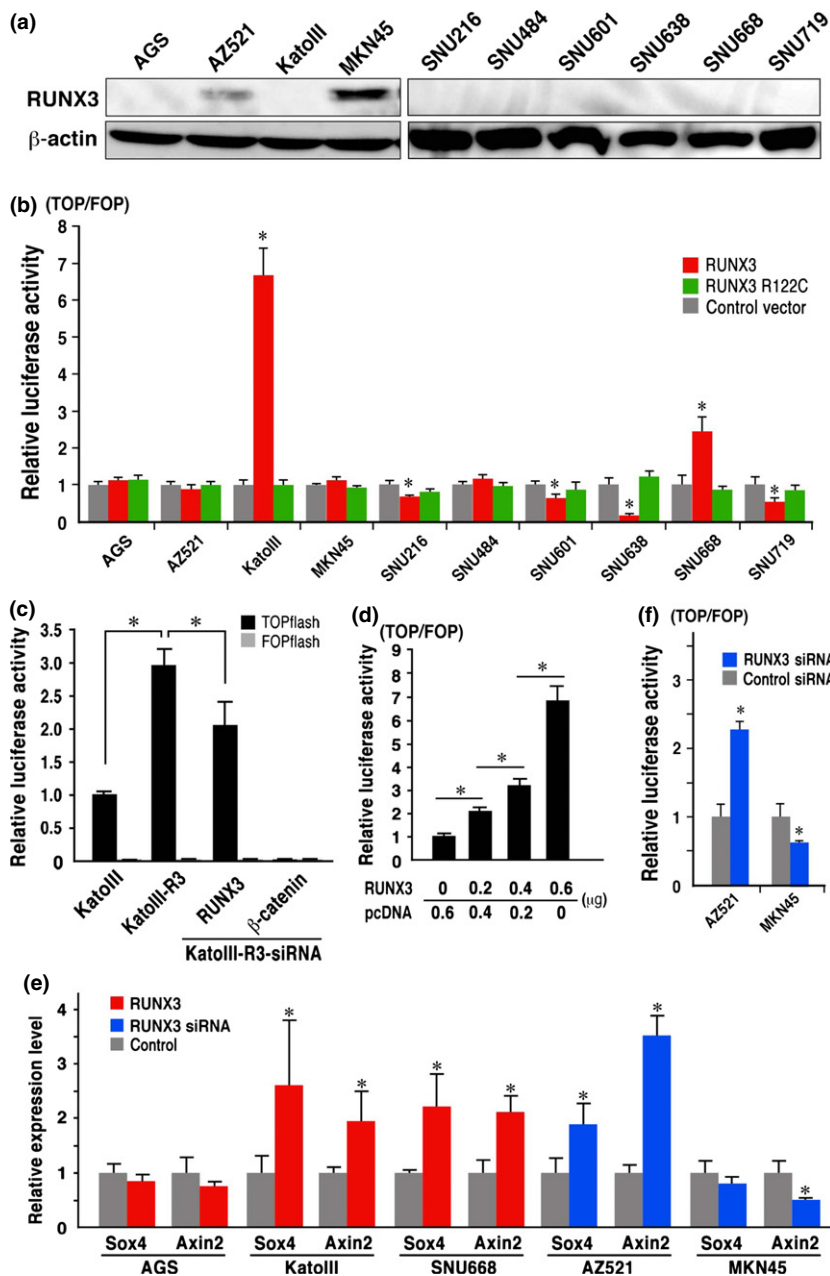 (a)
AGS AZ521 KatoIII MKN45 SNU216 SNU484 SNU601 SNU638 SNU668 SNU719
RUNX3
β-actin
(b) (TOP/FOP)
Relative luciferase activity
8
7
6
5
4
3
2
1
0
RUNX3
RUNX3 R122C
Control vector
* * * * * *
AGS AZ521 KatoIII MKN45 SNU216 SNU484 SNU601 SNU638 SNU668 SNU719
(c)
Relative luciferase activity
3.5
3.0
2.5
2.0
1.5
1.0
0.5
0
TOPflash
FOPflash
* *
KatoIII KatoIII-R3 RUNX3 β-catenin
KatoIII-R3-siRNA
(d)
(TOP/FOP)
Relative luciferase activity
9
8
7
6
5
4
3
2
1
0
* * *
RUNX3 0 0.2 0.4 0.6
pcDNA 0.6 0.4 0.2 0
(μg)
(f)
(TOP/FOP)
Relative luciferase activity
3
2
1
0
RUNX3 siRNA
Control siRNA
* *
AZ521 MKN45
(e)
Relative expression level
4
3
2
1
0
RUNX3
RUNX3 siRNA
Control
* * * * * * *
Sox4 Axin2 Sox4 Axin2 Sox4 Axin2 Sox4 Axin2 Sox4 Axin2
AGS KatoIII SNU668 AZ521 MKN45